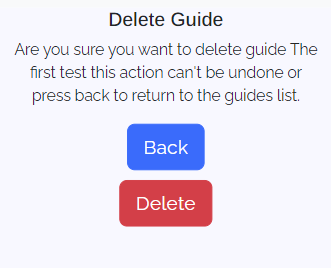 Delete Guide
Are you sure you want to delete guide The
first test this action can't be undone or
press back to return to the guides list.
Back
Delete